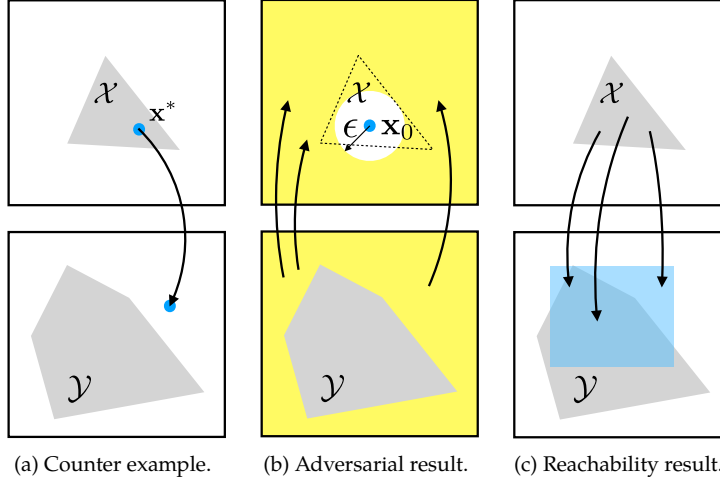 𝒳
x*
𝒳
ϵ
x₀
𝒳
𝒴
𝒴
𝒴
(a) Counter example.
(b) Adversarial result.
(c) Reachability result.